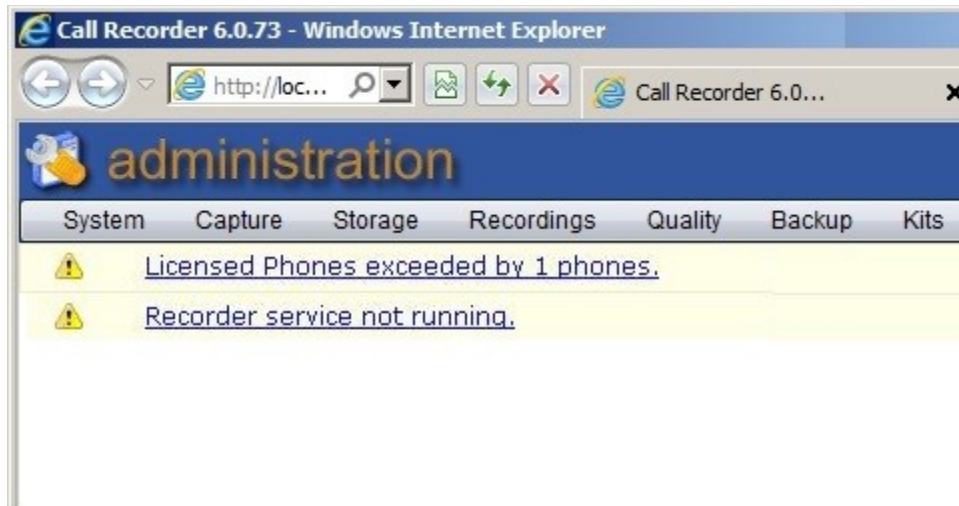 Call Recorder 6.0.73 - Windows Internet Explorer
http://loc... Call Recorder 6.0...
administration
System Capture Storage Recordings Quality Backup Kits
Licensed Phones exceeded by 1 phones.
Recorder service not running.